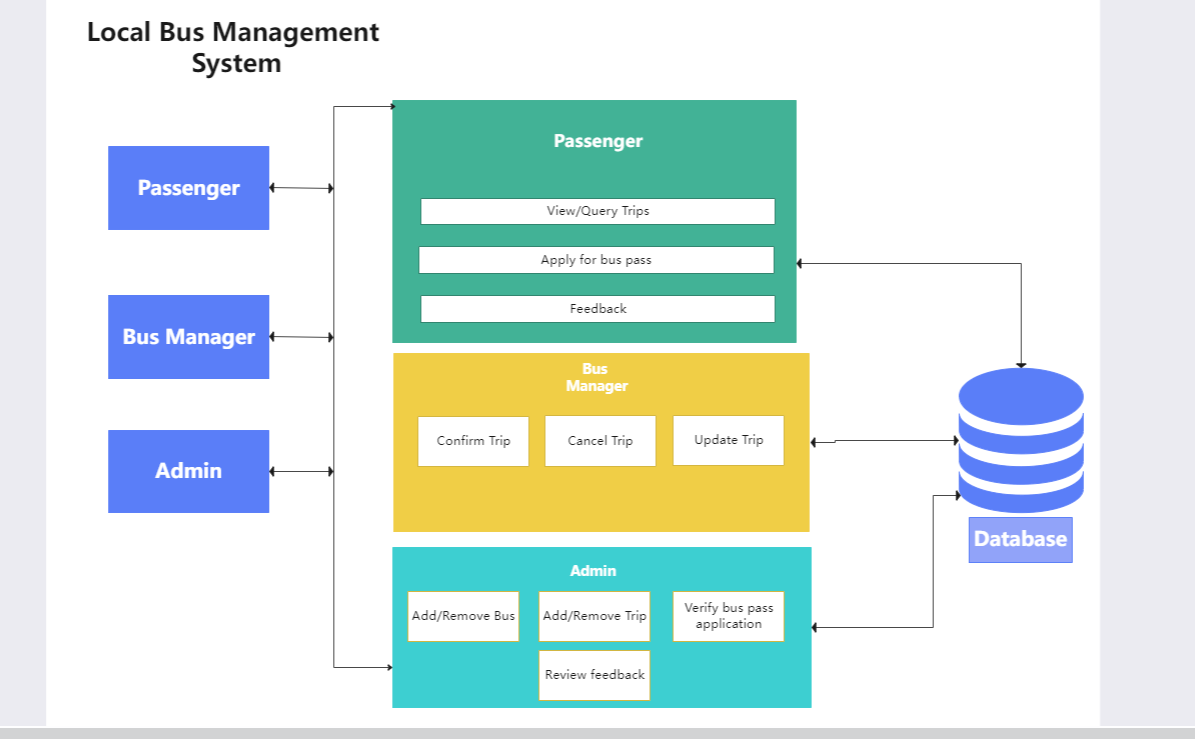 Local Bus Management
System
Passenger
Bus Manager
Admin
Passenger
View/Query Trips
Apply for bus pass
Feedback
Bus
Manager
Confirm Trip
Cancel Trip
Update Trip
Admin
Add/Remove Bus
Add/Remove Trip
Verify bus pass
application
Review feedback
Database